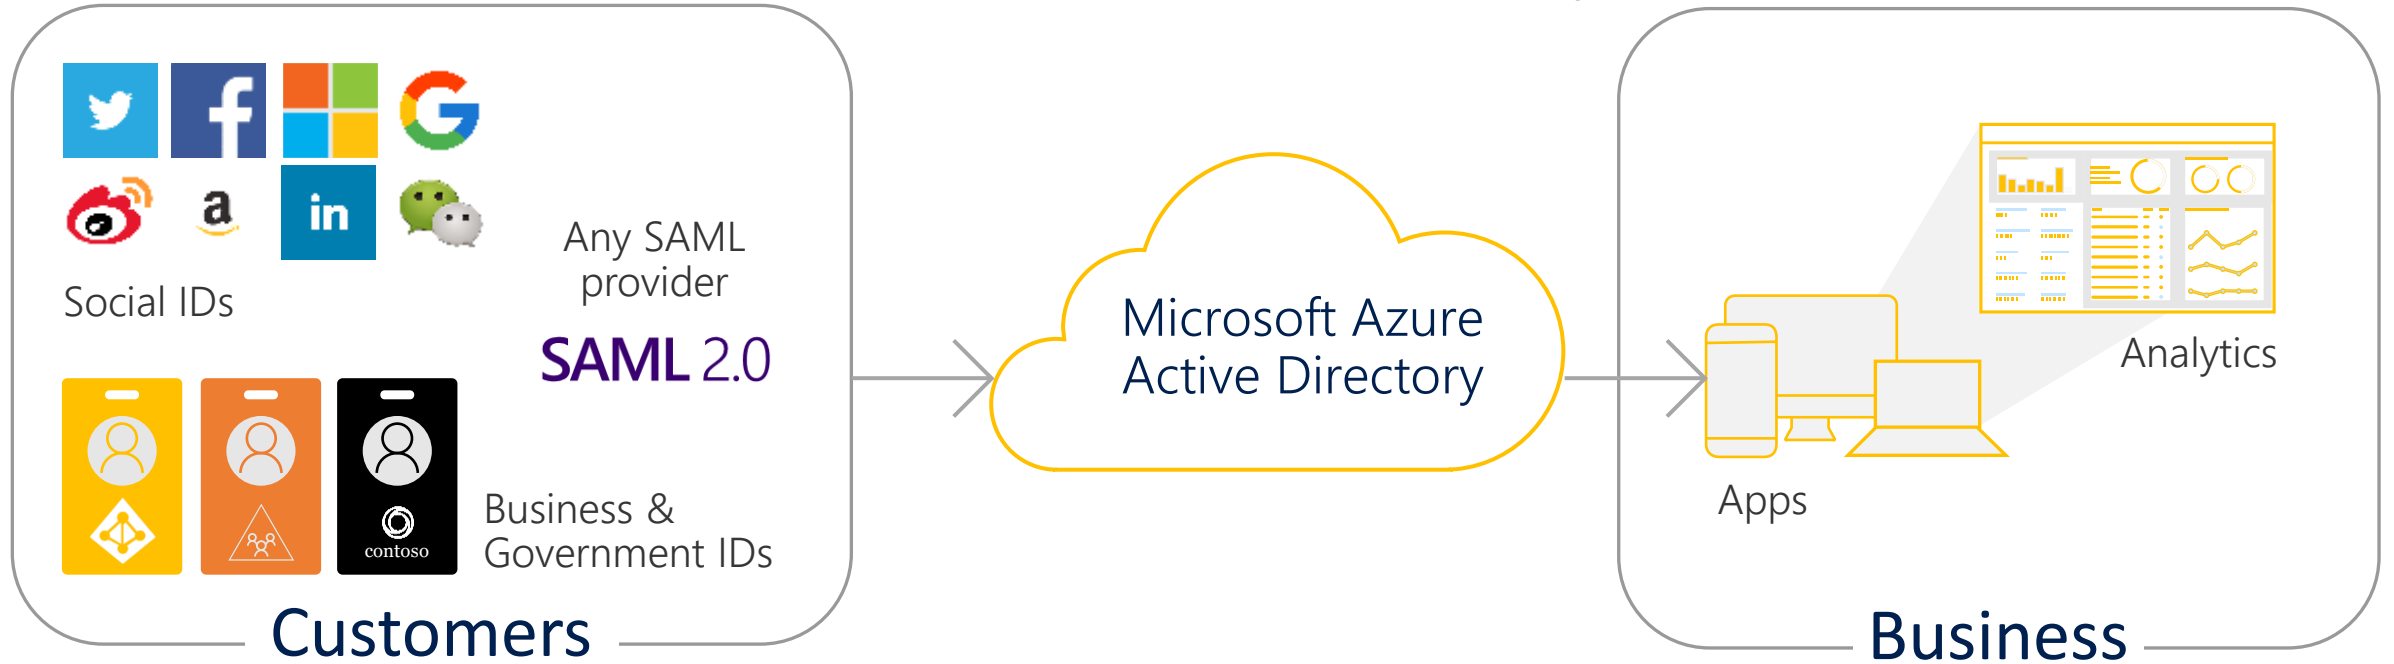 Social IDs
Any SAML
provider
SAML 2.0
in
a
contoso
Business &
Government IDs
Customers
Microsoft Azure
Active Directory
Analytics
Apps
Business